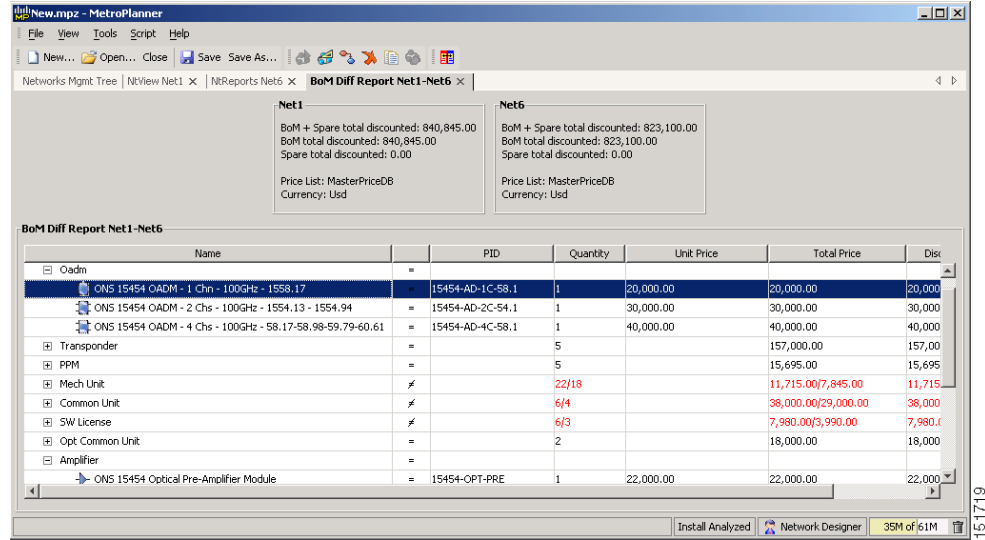 New.mpz - MetroPlanner
File View Tools Script Help
New... Open... Close Save Save As...
Networks Mgmt Tree NtView Net1 NtReports Net6 BoM Diff Report Net1-Net6
Net1
BoM + Spare total discounted: 840,845.00
BoM total discounted: 840,845.00
Spare total discounted: 0.00
Price List: MasterPriceDB
Currency: Usd
Net6
BoM + Spare total discounted: 823,100.00
BoM total discounted: 823,100.00
Spare total discounted: 0.00
Price List: MasterPriceDB
Currency: Usd
BoM Diff Report Net1-Net6
Name PID Quantity Unit Price Total Price Disc
Oadm =
ONS 15454 OADM - 1 Chn - 100GHz - 1558.17 = 15454-AD-1C-58.1 1 20,000.00 20,000.00 20,000
ONS 15454 OADM - 2 Chs - 100GHz - 1554.13 - 1554.94 = 15454-AD-2C-54.1 1 30,000.00 30,000.00 30,000
ONS 15454 OADM - 4 Chs - 100GHz - 58.17-58.98-59.79-60.61 = 15454-AD-4C-58.1 1 40,000.00 40,000.00 40,000
Transponder = 5 157,000.00 157,00
PPM = 5 15,695.00 15,695
Mech Unit ≠ 22/18 11,715.00/7,845.00 11,715.
Common Unit ≠ 6/4 38,000.00/29,000.00 38,000
SW License ≠ 6/3 7,980.00/3,990.00 7,980.0
Opt Common Unit = 2 18,000.00 18,000
Amplifier =
ONS 15454 Optical Pre-Amplifier Module = 15454-OPT-PRE 1 22,000.00 22,000.00 22,000
Install Analyzed Network Designer 35M of 61M
151719